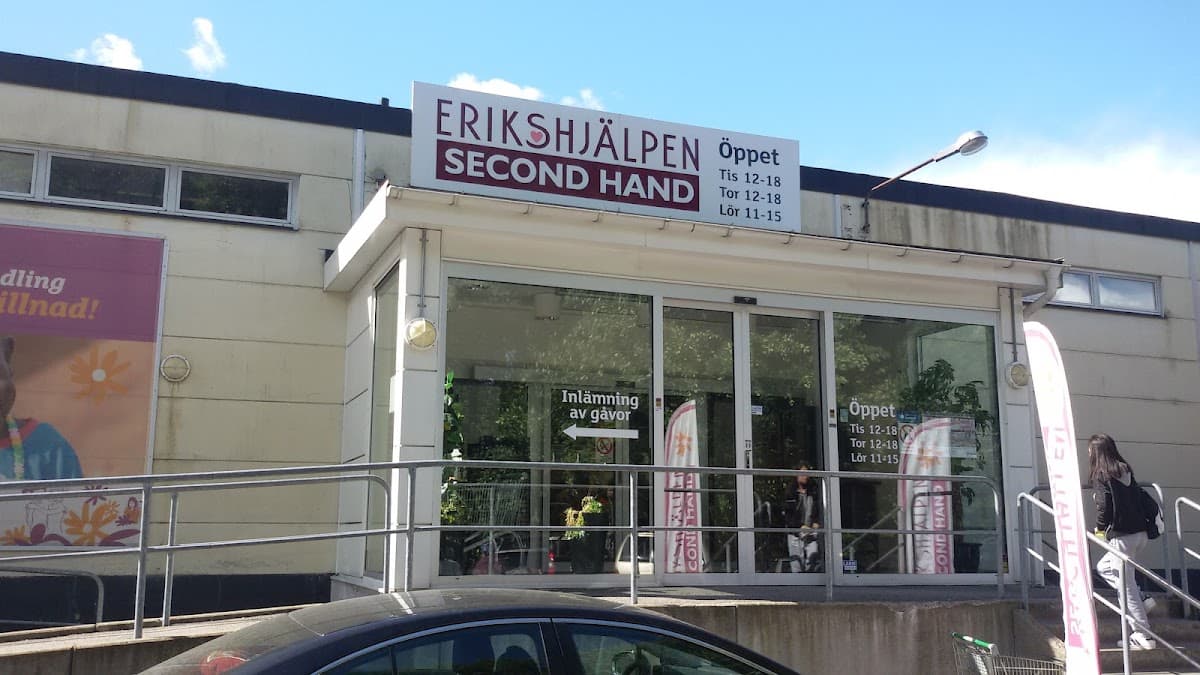 ERIKSHJÄLPEN
SECOND HAND
Öppet
Tis 12-18
Tor 12-18
Lör 11-15
dling
illnad!
Inlämning
av gåvor
Öppet
Tis 12-18
Tor 12-18
Lör 11-15